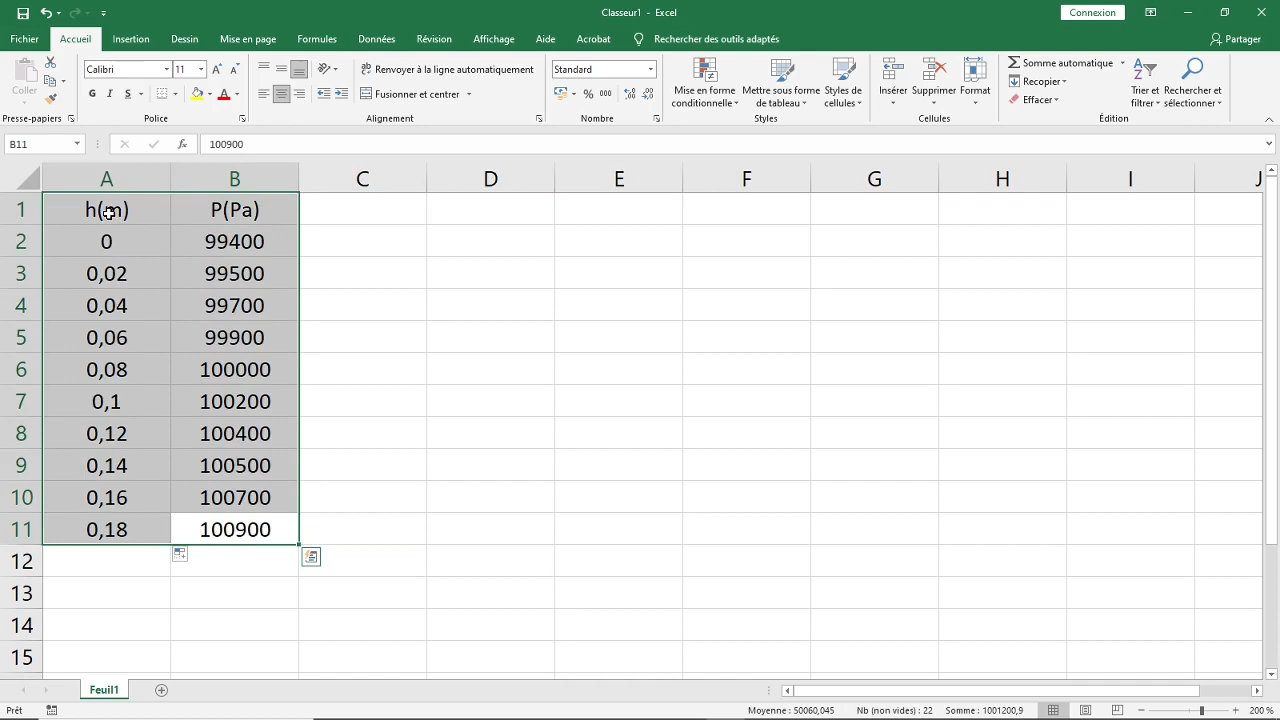 Classeur1 - Excel
Connexion
Fichier Accueil Insertion Dessin Mise en page Formules Données Révision Affichage Aide Acrobat Rechercher des outils adaptés Partager
Coller
Calibri 11
Renvoyer à la ligne automatiquement
Standard
Mise en forme conditionnelle
Mettre sous forme de tableau
Styles de cellules
Insérer
Supprimer
Format
Somme automatique
Recopier
Effacer
Trier et filtrer
Rechercher et sélectionner
G I S
Fusionner et centrer
% 000
Presse-papiers Police Alignement Nombre Styles Cellules Édition
B11 fx 100900
A B C D E F G H I J
1 h(m) P(Pa)
2 0 99400
3 0,02 99500
4 0,04 99700
5 0,06 99900
6 0,08 100000
7 0,1 100200
8 0,12 100400
9 0,14 100500
10 0,16 100700
11 0,18 100900
12
13
14
15
Feuil1
Prêt Moyenne : 50060,045 Nb (non vides) : 22 Somme : 1001200,9 200 %